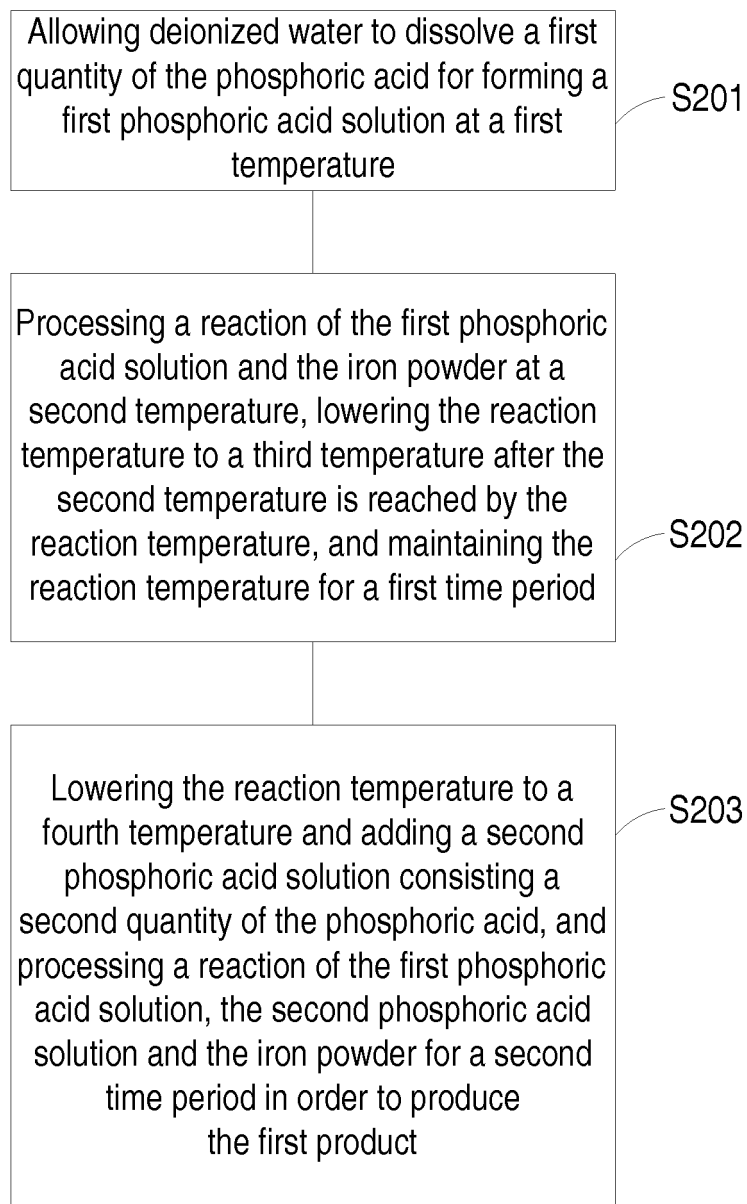 Allowing deionized water to dissolve a first
quantity of the phosphoric acid for forming a
first phosphoric acid solution at a first
temperature
S201
Processing a reaction of the first phosphoric
acid solution and the iron powder at a
second temperature, lowering the reaction
temperature to a third temperature after the
second temperature is reached by the
reaction temperature, and maintaining the
reaction temperature for a first time period
S202
Lowering the reaction temperature to a
fourth temperature and adding a second
phosphoric acid solution consisting a
second quantity of the phosphoric acid, and
processing a reaction of the first phosphoric
acid solution, the second phosphoric acid
solution and the iron powder for a second
time period in order to produce
the first product
S203